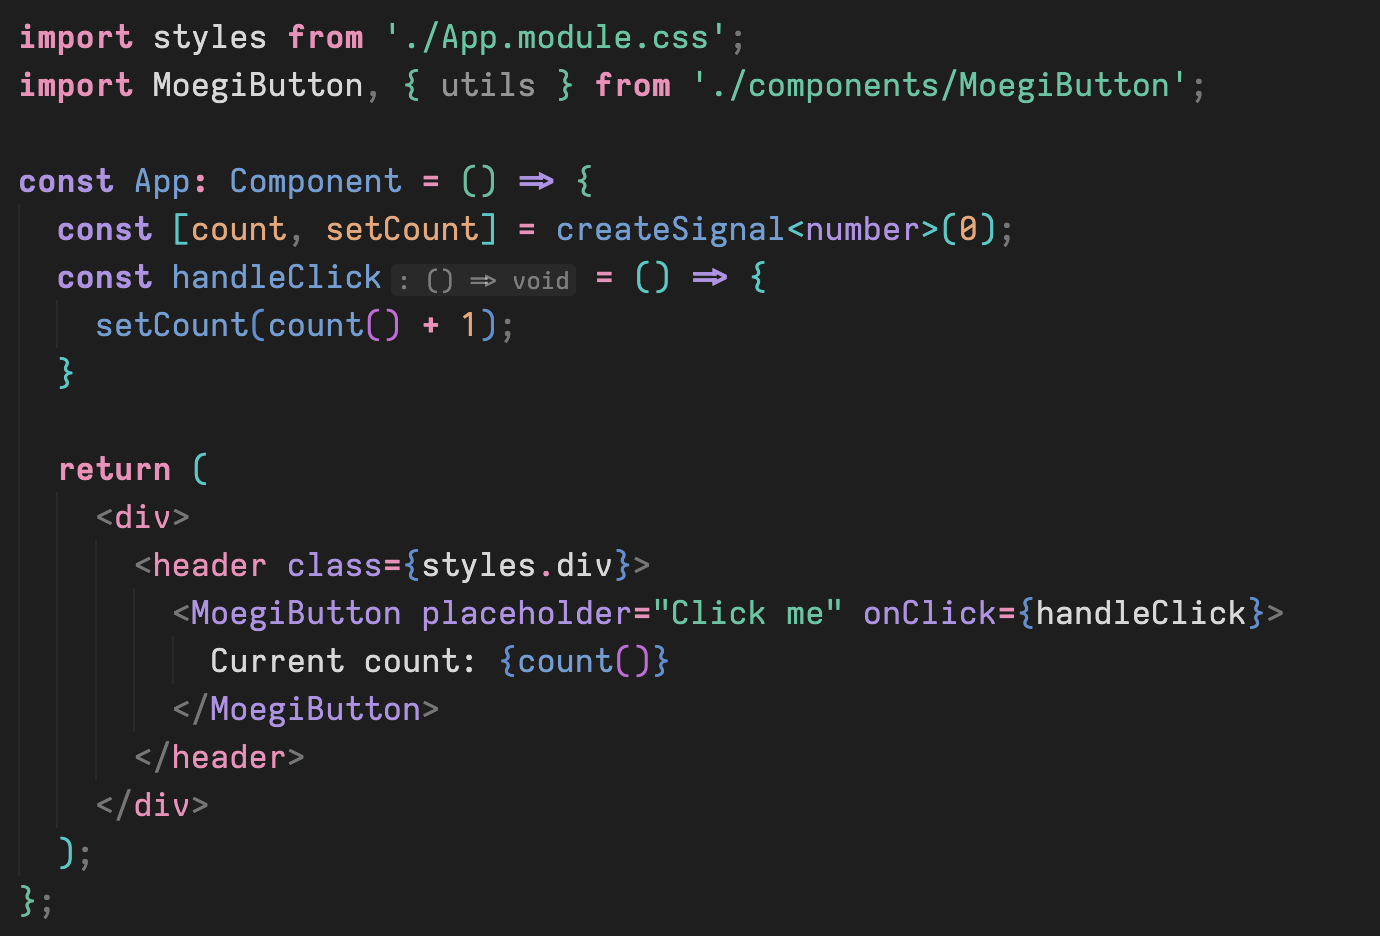 import styles from './App.module.css';
import MoegiButton, { utils } from './components/MoegiButton';
const App: Component = () => {
  const [count, setCount] = createSignal<number>(0);
  const handleClick: () => void = () => {
    setCount(count() + 1);
  }
  return (
    <div>
      <header class={styles.div}>
        <MoegiButton placeholder="Click me" onClick={handleClick}>
          Current count: {count()}
        </MoegiButton>
      </header>
    </div>
  );
};